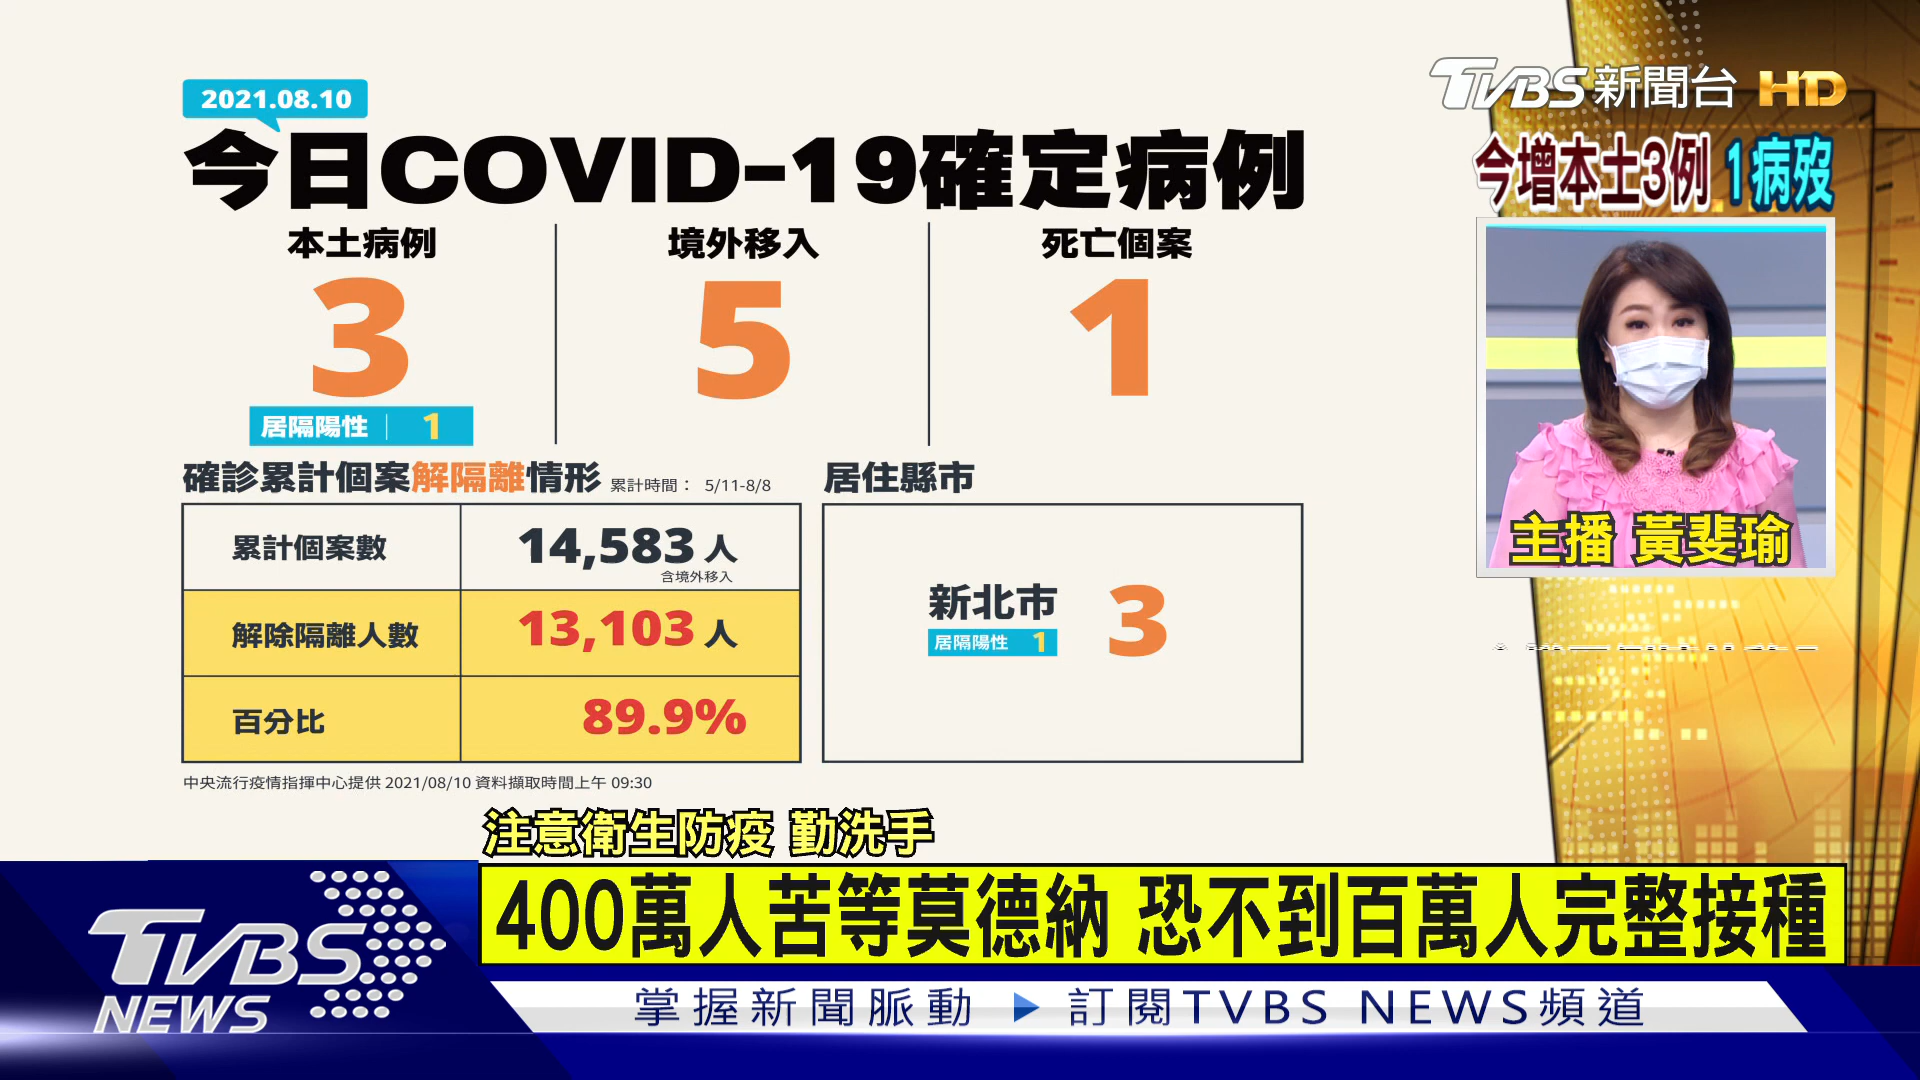 2021.08.10
今日COVID-19確定病例
本土病例
3
居隔陽性 1
境外移入
5
死亡個案
1
確診累計個案解隔離情形 累計時間： 5/11-8/8
累計個案數 14,583 人
含境外移入
解除隔離人數 13,103 人
百分比 89.9%
居住縣市
新北市 3
居隔陽性 1
中央流行疫情指揮中心提供 2021/08/10 資料擷取時間上午 09:30
TVBS新聞台 HD
今增本土3例 1病歿
主播 黃斐瑜
注意衛生防疫 勤洗手
400萬人苦等莫德納 恐不到百萬人完整接種
TVBS
NEWS
掌握新聞脈動 ▶ 訂閱TVBS NEWS頻道